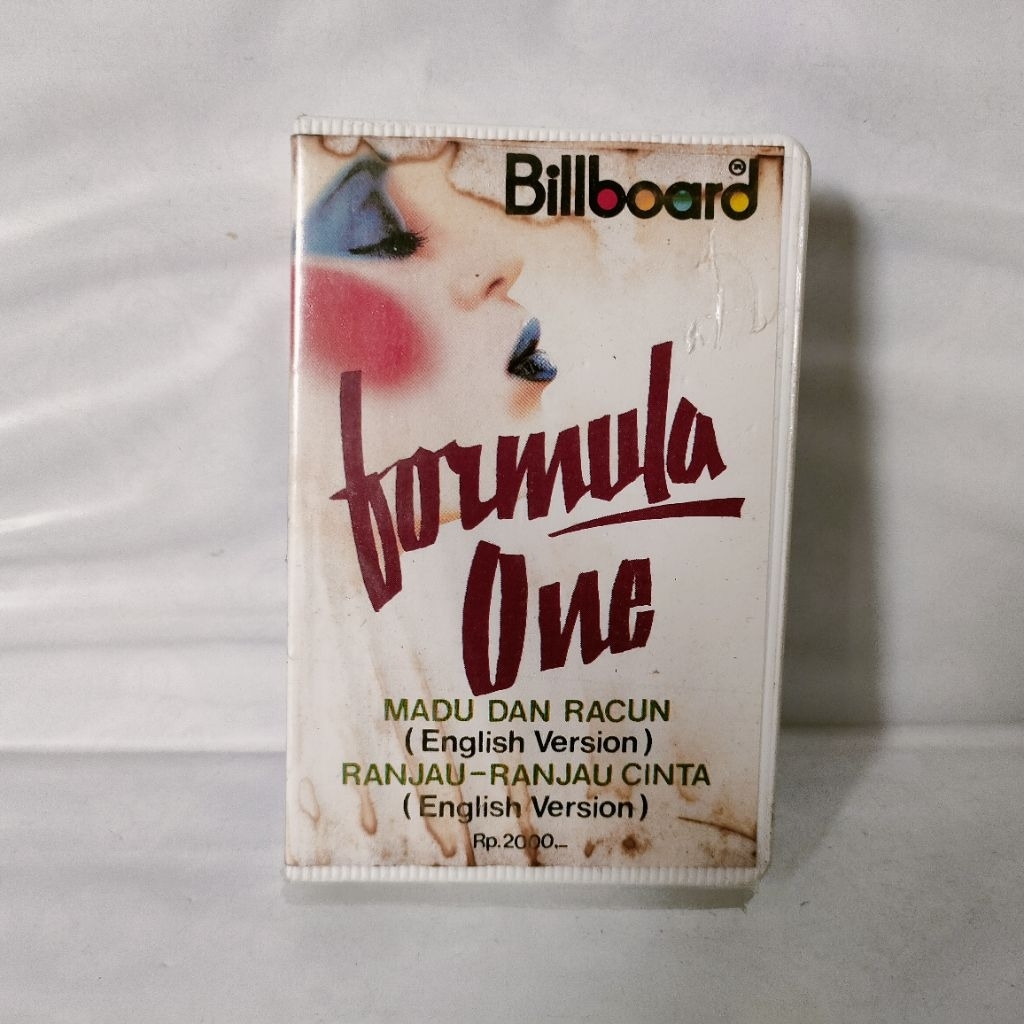 Billboard
formula
One
MADU DAN RACUN
(English Version)
RANJAU-RANJAU CINTA
(English Version)
Rp.2000,-